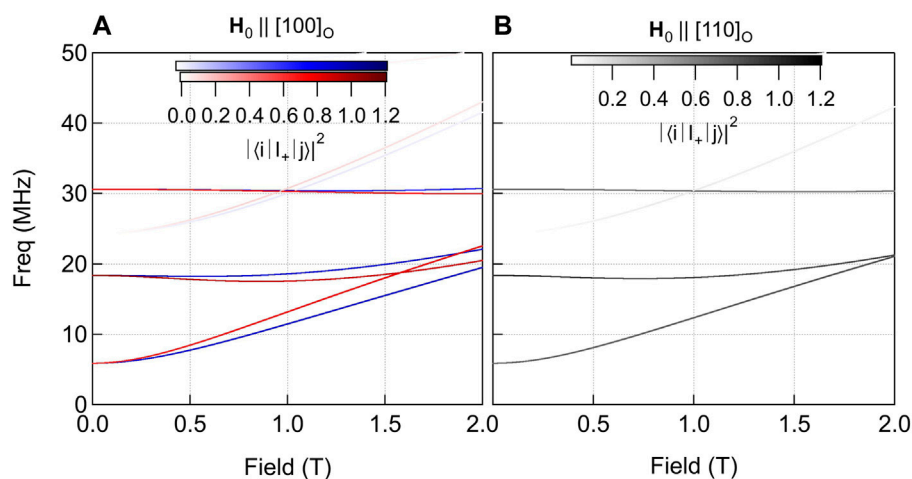 A
H₀ || [100]ₒ
50
40
30
20
10
0
Freq (MHz)
0.0 0.2 0.4 0.6 0.8 1.0 1.2
|⟨i|I₊|j⟩|²
0.0 0.5 1.0 1.5 2.0
Field (T)
B
H₀ || [110]ₒ
0.2 0.4 0.6 0.8 1.0 1.2
|⟨i|I₊|j⟩|²
0.5 1.0 1.5 2.0
Field (T)